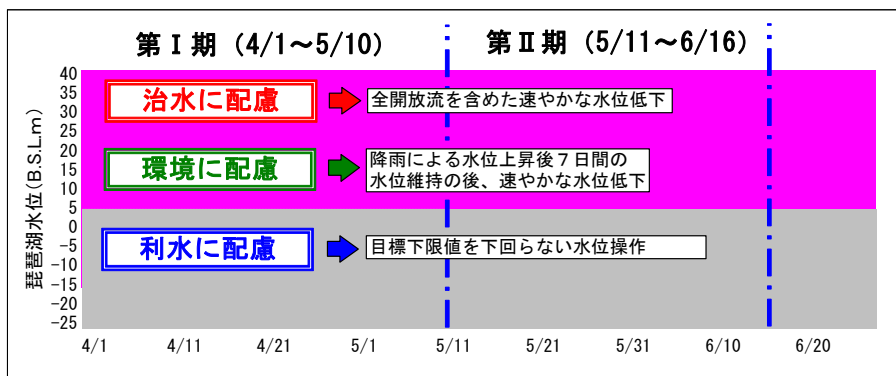 第Ⅰ期（4/1～5/10）
第Ⅱ期（5/11～6/16）
琵琶湖水位(B.S.L.m)
40
35
30
25
20
15
10
5
0
-5
-10
-15
-20
-25
治水に配慮
全開放流を含めた速やかな水位低下
環境に配慮
降雨による水位上昇後７日間の
水位維持の後、速やかな水位低下
利水に配慮
目標下限値を下回らない水位操作
4/1
4/11
4/21
5/1
5/11
5/21
5/31
6/10
6/20